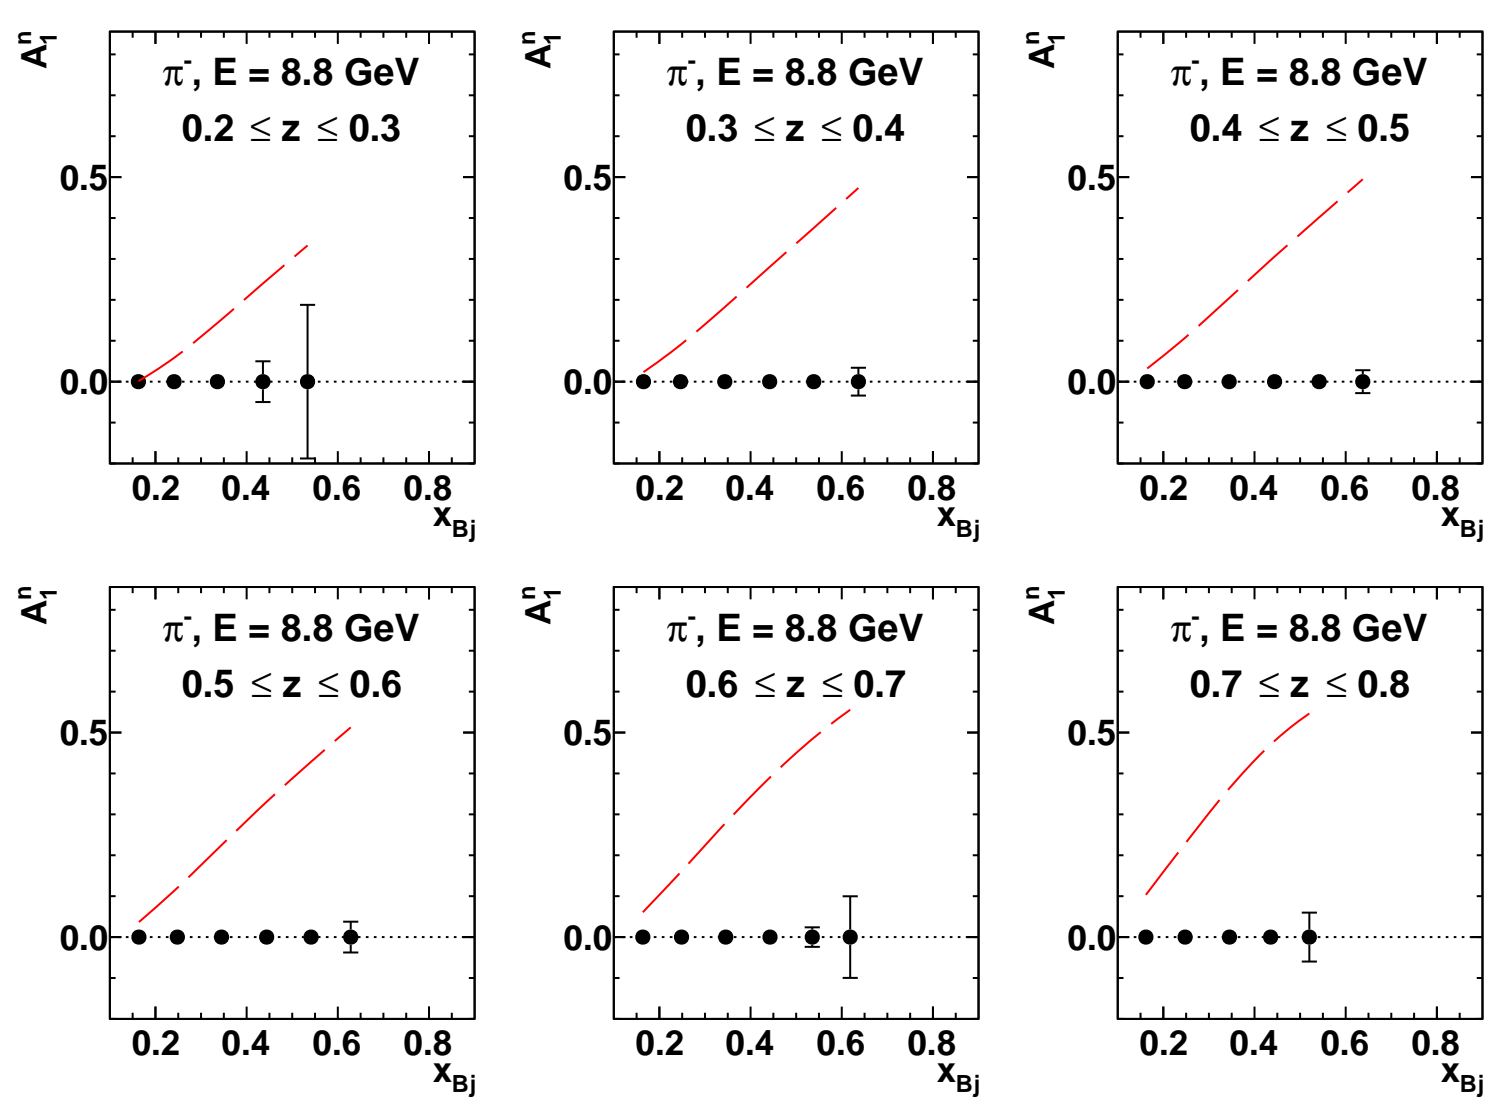 A₁ⁿ
π⁻, E = 8.8 GeV
0.2 ≤ z ≤ 0.3
0.5
0.0
0.2 0.4 0.6 0.8
x_Bj
A₁ⁿ
π⁻, E = 8.8 GeV
0.3 ≤ z ≤ 0.4
0.5
0.0
0.2 0.4 0.6 0.8
x_Bj
A₁ⁿ
π⁻, E = 8.8 GeV
0.4 ≤ z ≤ 0.5
0.5
0.0
0.2 0.4 0.6 0.8
x_Bj
A₁ⁿ
π⁻, E = 8.8 GeV
0.5 ≤ z ≤ 0.6
0.5
0.0
0.2 0.4 0.6 0.8
x_Bj
A₁ⁿ
π⁻, E = 8.8 GeV
0.6 ≤ z ≤ 0.7
0.5
0.0
0.2 0.4 0.6 0.8
x_Bj
A₁ⁿ
π⁻, E = 8.8 GeV
0.7 ≤ z ≤ 0.8
0.5
0.0
0.2 0.4 0.6 0.8
x_Bj